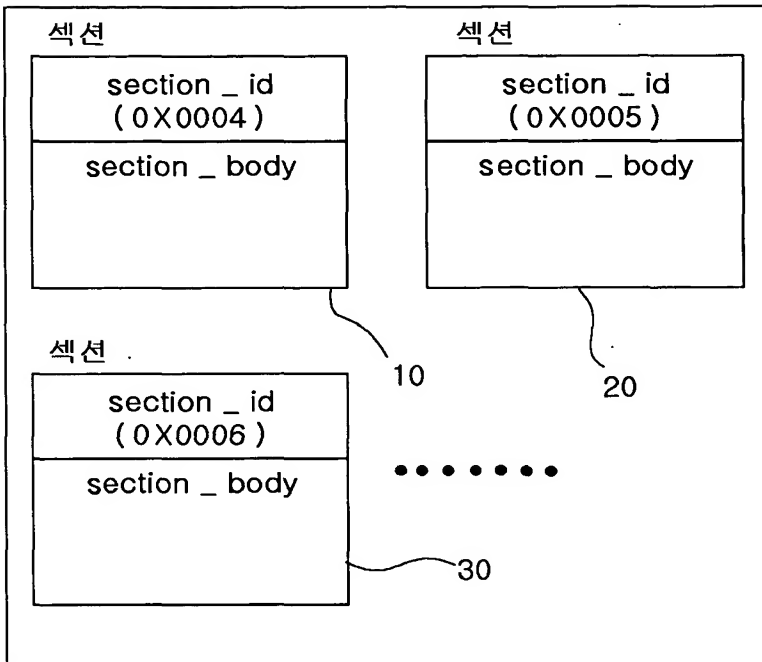 섹션
section _ id
(0X0004)
section _ body
10
섹션
section _ id
(0X0005)
section _ body
20
섹션
section _ id
(0X0006)
section _ body
30